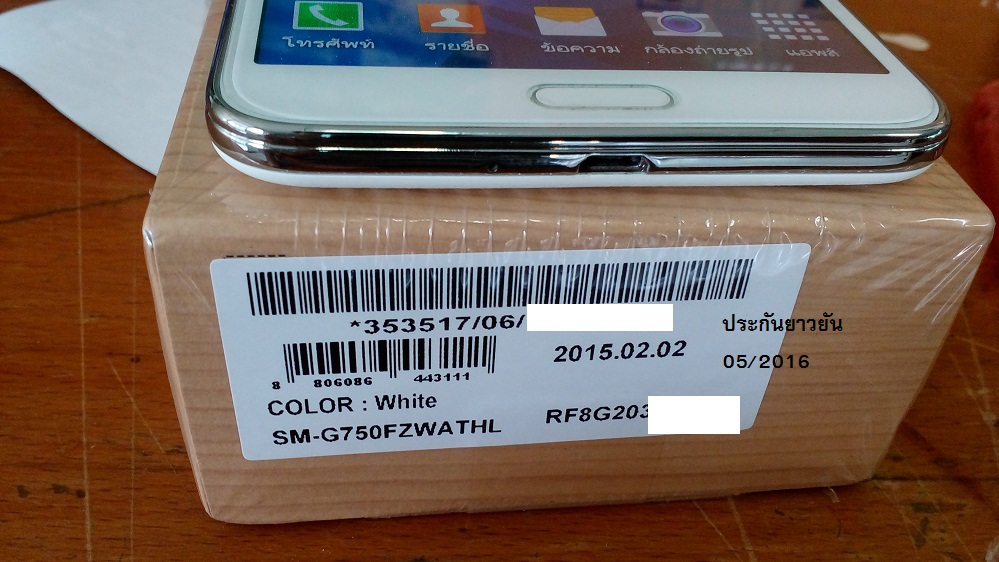 โทรศัพท์ รายชื่อ ข้อความ กล้องถ่ายรูป แอพส์
*353517/06/
2015.02.02
ประกันยาวยัน
05/2016
8 806086 443111
COLOR : White
SM-G750FZWATHL
RF8G203